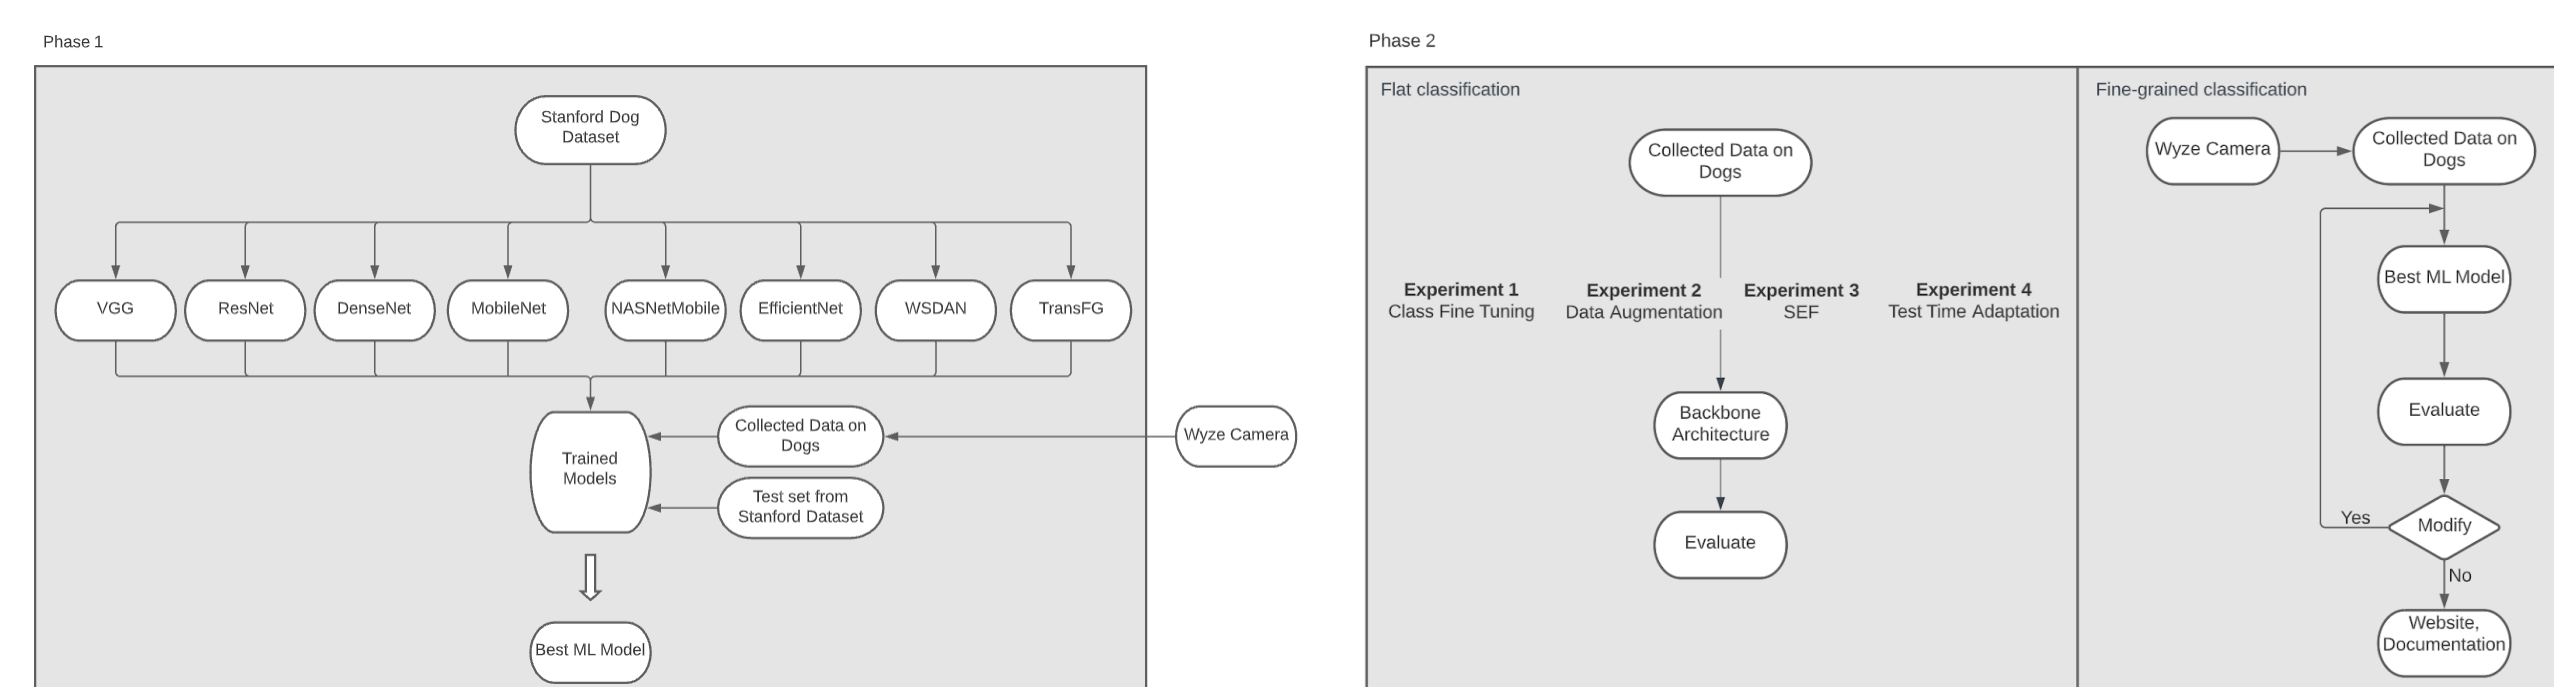 Phase 1
Stanford Dog
Dataset
VGG
ResNet
DenseNet
MobileNet
NASNetMobile
EfficientNet
WSDAN
TransFG
Trained
Models
Collected Data on
Dogs
Wyze Camera
Test set from
Stanford Dataset
Best ML Model
Phase 2
Flat classification
Collected Data on
Dogs
Experiment 1
Class Fine Tuning
Experiment 2
Data Augmentation
Experiment 3
SEF
Experiment 4
Test Time Adaptation
Backbone
Architecture
Evaluate
Fine-grained classification
Wyze Camera
Collected Data on
Dogs
Best ML Model
Evaluate
Modify
Yes
No
Website,
Documentation